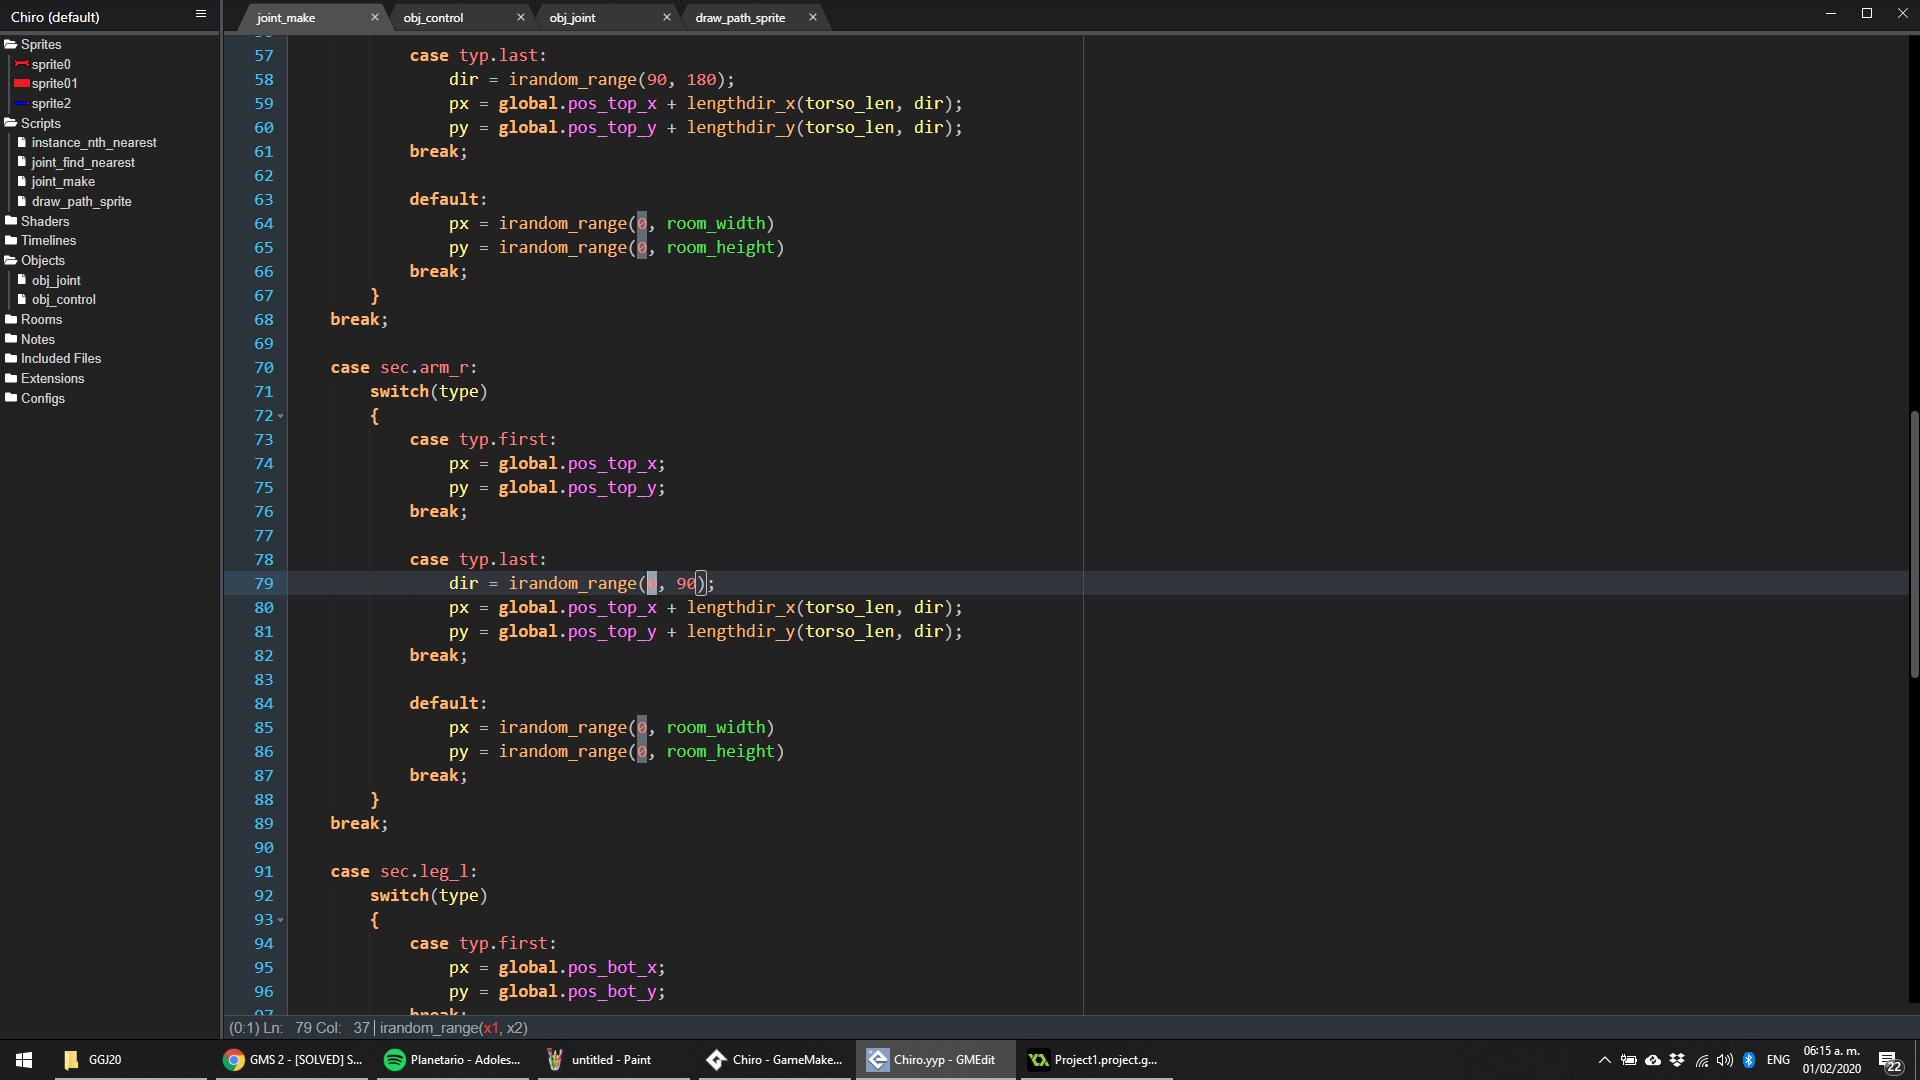 Chiro (default)
joint_make
obj_control
obj_joint
draw_path_sprite
Sprites
sprite0
sprite01
sprite2
Scripts
instance_nth_nearest
joint_find_nearest
joint_make
draw_path_sprite
Shaders
Timelines
Objects
obj_joint
obj_control
Rooms
Notes
Included Files
Extensions
Configs
57 case typ.last:
58 dir = irandom_range(90, 180);
59 px = global.pos_top_x + lengthdir_x(torso_len, dir);
60 py = global.pos_top_y + lengthdir_y(torso_len, dir);
61 break;
62
63 default:
64 px = irandom_range(0, room_width)
65 py = irandom_range(0, room_height)
66 break;
67 }
68 break;
69
70 case sec.arm_r:
71 switch(type)
72 {
73 case typ.first:
74 px = global.pos_top_x;
75 py = global.pos_top_y;
76 break;
77
78 case typ.last:
79 dir = irandom_range(0, 90);
80 px = global.pos_top_x + lengthdir_x(torso_len, dir);
81 py = global.pos_top_y + lengthdir_y(torso_len, dir);
82 break;
83
84 default:
85 px = irandom_range(0, room_width)
86 py = irandom_range(0, room_height)
87 break;
88 }
89 break;
90
91 case sec.leg_l:
92 switch(type)
93 {
94 case typ.first:
95 px = global.pos_bot_x;
96 py = global.pos_bot_y;
97 break;
(0:1) Ln: 79 Col: 37 irandom_range(x1, x2)
GGJ20
GMS 2 - [SOLVED] S...
Planetario - Adoles...
untitled - Paint
Chiro - GameMake...
Chiro.yyp - GMEdit
Project1.project.g...
ENG
06:15 a. m.
01/02/2020
22